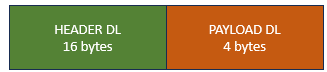 HEADER DL
16 bytes
PAYLOAD DL
4 bytes